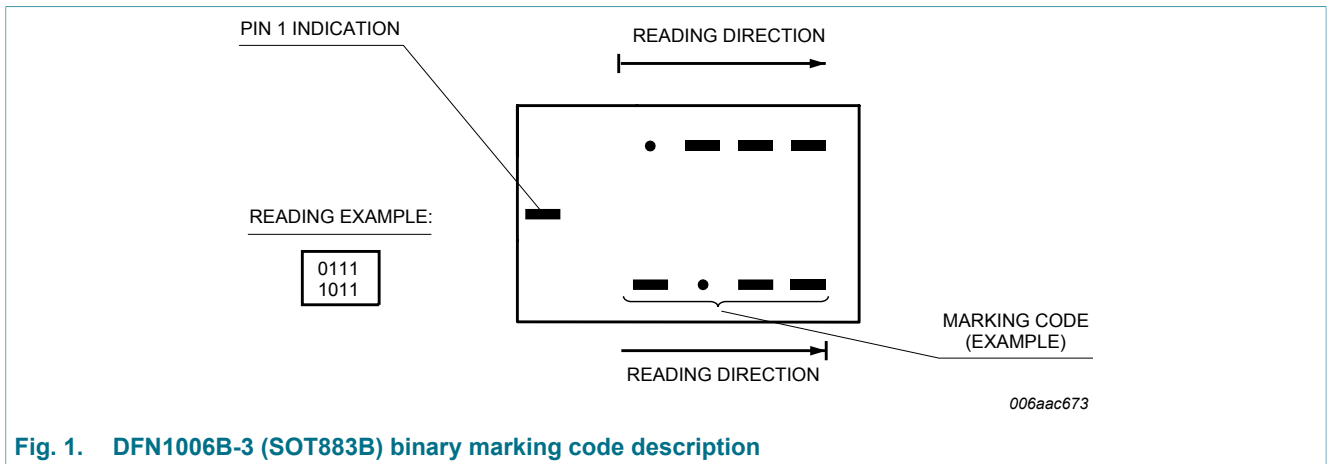 PIN 1 INDICATION
READING DIRECTION
READING EXAMPLE:
0111
1011
MARKING CODE
(EXAMPLE)
READING DIRECTION
006aac673
Fig. 1. DFN1006B-3 (SOT883B) binary marking code description